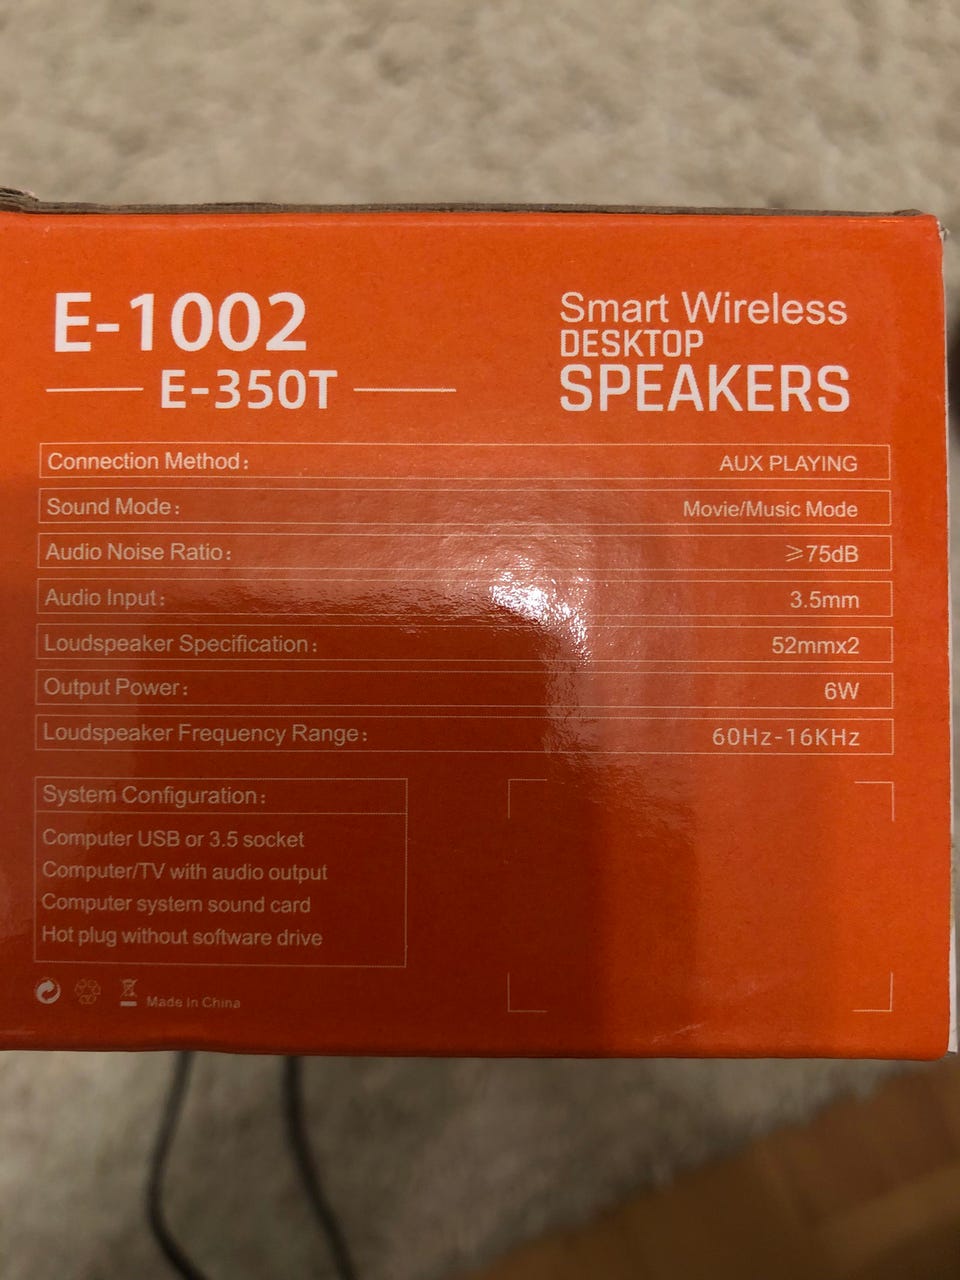 E-1002
E-350T
Smart Wireless
DESKTOP
SPEAKERS
Connection Method: AUX PLAYING
Sound Mode: Movie/Music Mode
Audio Noise Ratio: ≥75dB
Audio Input: 3.5mm
Loudspeaker Specification: 52mmx2
Output Power: 6W
Loudspeaker Frequency Range: 60Hz-16KHz
System Configuration:
Computer USB or 3.5 socket
Computer/TV with audio output
Computer system sound card
Hot plug without software drive
Made in China